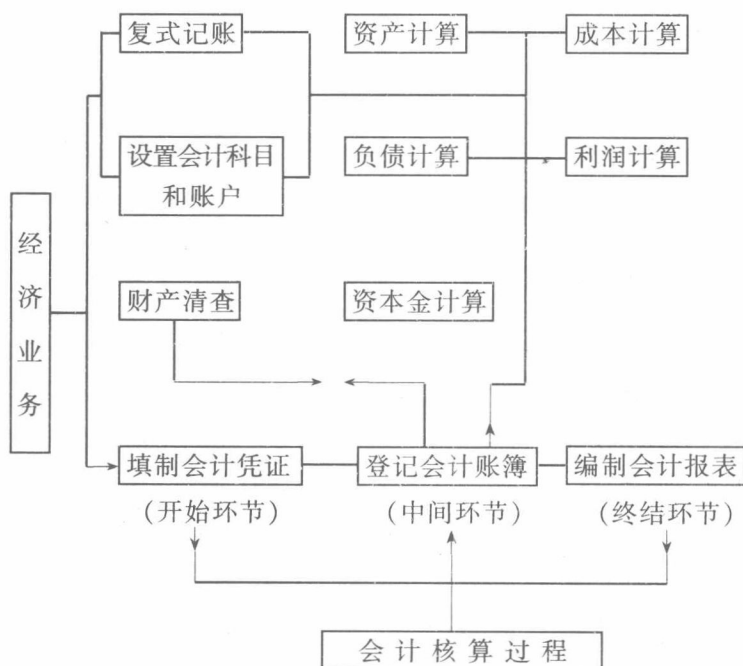 复式记账
资产计算
成本计算
设置会计科目
和账户
负债计算
利润计算
经济业务
财产清查
资本金计算
填制会计凭证
登记会计账簿
编制会计报表
(开始环节)
(中间环节)
(终结环节)
会计核算过程